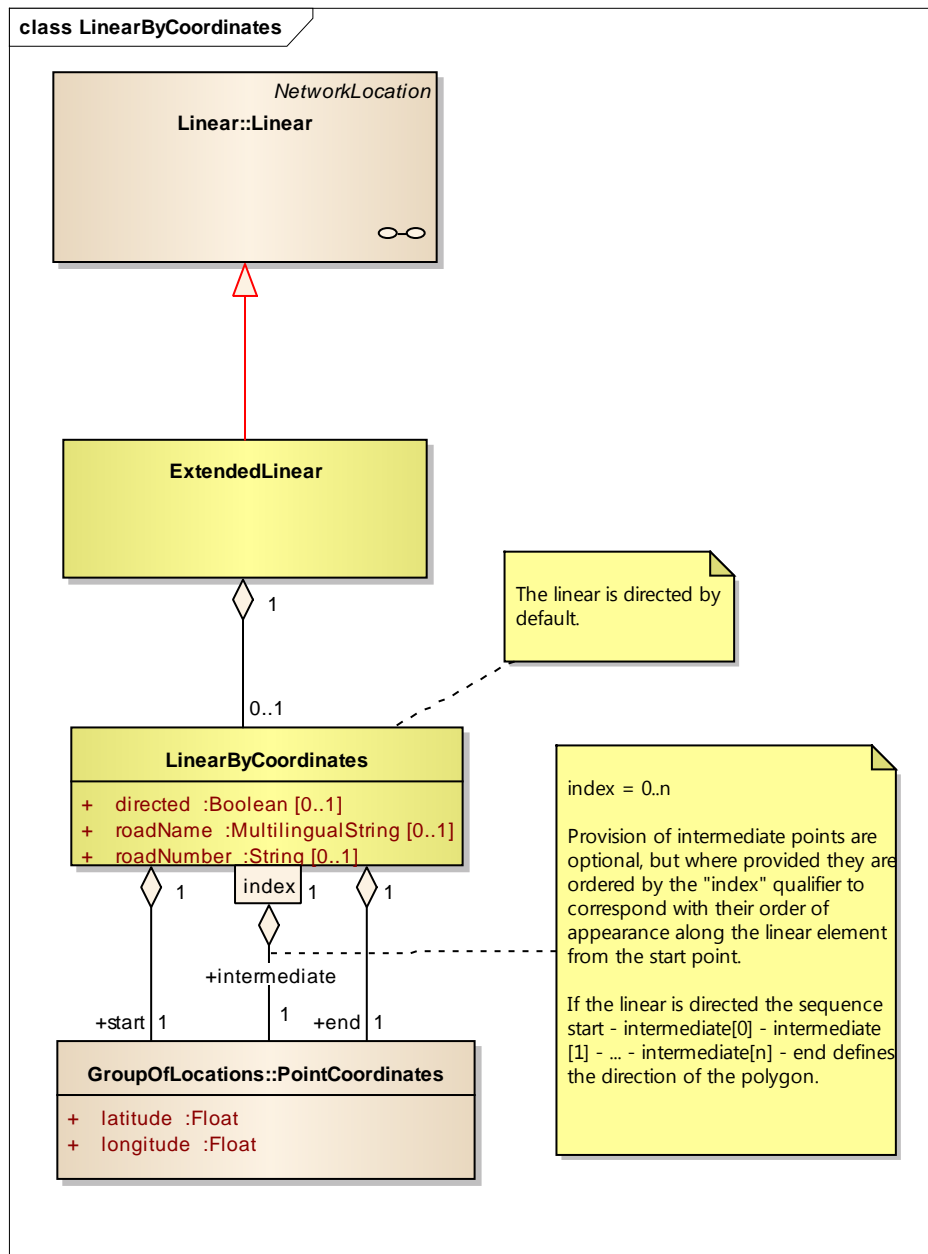 class LinearByCoordinates
NetworkLocation
Linear::Linear
ExtendedLinear
1
The linear is directed by
default.
0..1
LinearByCoordinates
+ directed :Boolean [0..1]
+ roadName :MultilingualString [0..1]
+ roadNumber :String [0..1]
1
index
1
1
index = 0..n
Provision of intermediate points are
optional, but where provided they are
ordered by the "index" qualifier to
correspond with their order of
appearance along the linear element
from the start point.
If the linear is directed the sequence
start - intermediate[0] - intermediate
[1] - ... - intermediate[n] - end defines
the direction of the polygon.
+intermediate
+start
1
1
+end
1
GroupOfLocations::PointCoordinates
+ latitude :Float
+ longitude :Float